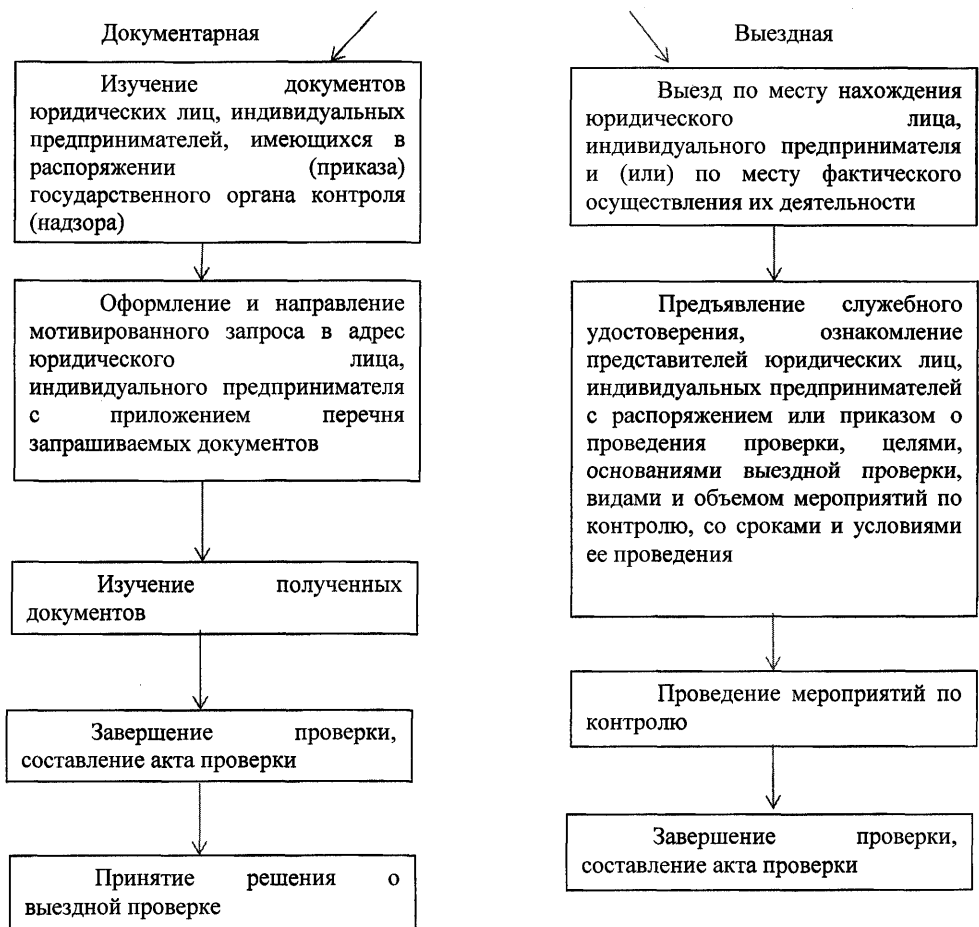 Документарная
Изучение документов
юридических лиц, индивидуальных
предпринимателей, имеющихся в
распоряжении (приказа)
государственного органа контроля
(надзора)
Оформление и направление
мотивированного запроса в адрес
юридического лица,
индивидуального предпринимателя
с приложением перечня
запрашиваемых документов
Изучение полученных
документов
Завершение проверки,
составление акта проверки
Принятие решения о
выездной проверке
Выездная
Выезд по месту нахождения
юридического лица,
индивидуального предпринимателя
и (или) по месту фактического
осуществления их деятельности
Предъявление служебного
удостоверения, ознакомление
представителей юридических лиц,
индивидуальных предпринимателей
с распоряжением или приказом о
проведения проверки, целями,
основаниями выездной проверки,
видами и объемом мероприятий по
контролю, со сроками и условиями
ее проведения
Проведение мероприятий по
контролю
Завершение проверки,
составление акта проверки